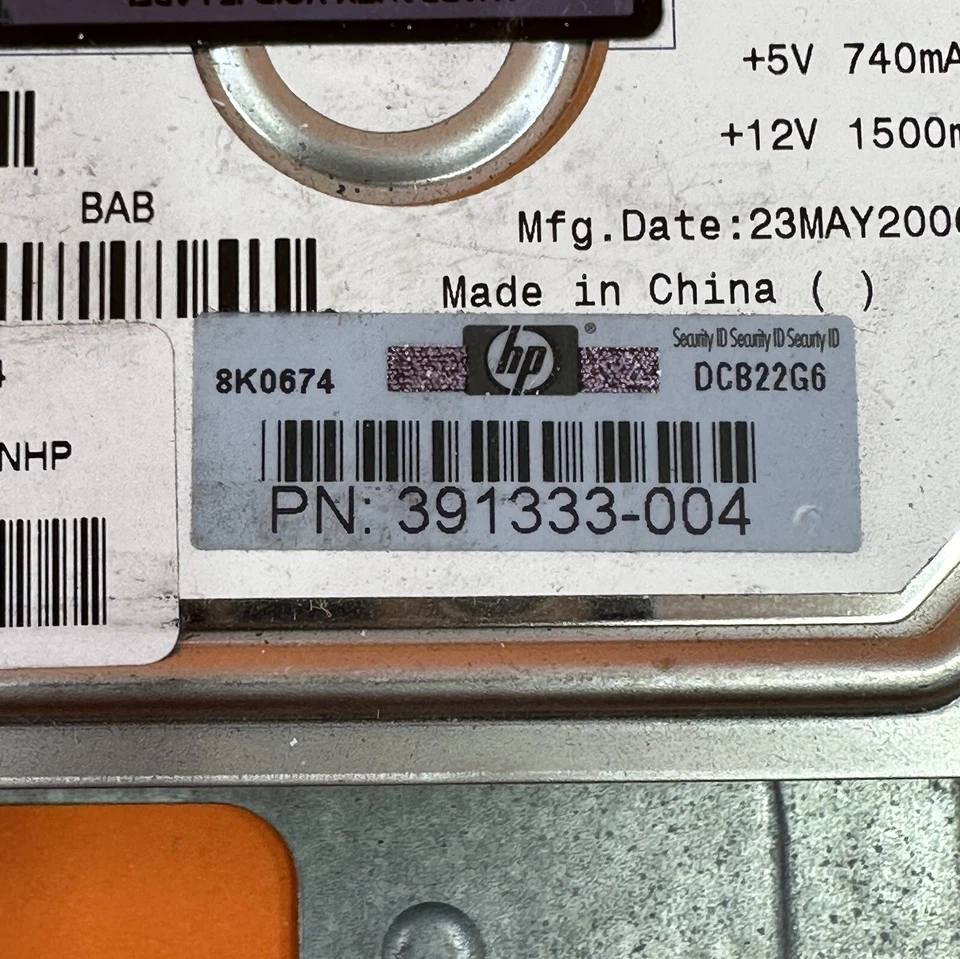 +5V 740mA
+12V 1500m
BAB
Mfg.Date:23MAY200
Made in China ( )
hp ®
Security ID Security ID Security ID
8K0674
DCB22G6
NHP
PN: 391333-004